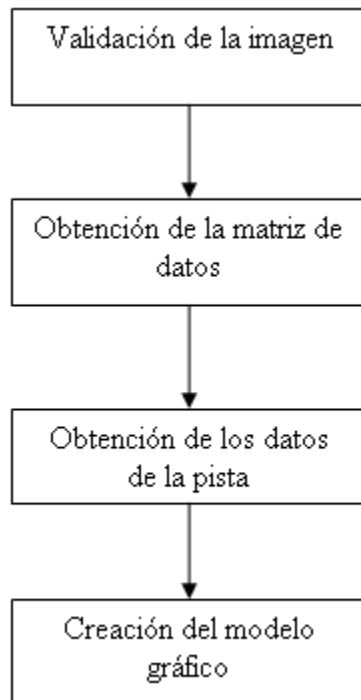 Validación de la imagen
Obtención de la matriz de
datos
Obtención de los datos
de la pista
Creación del modelo
gráfico